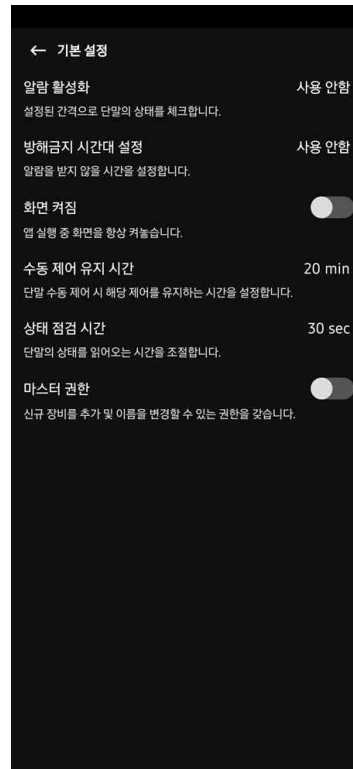 ← 기본 설정
알람 활성화 사용 안함
설정된 간격으로 단말의 상태를 체크합니다.
방해금지 시간대 설정 사용 안함
알람을 받지 않을 시간을 설정합니다.
화면 켜짐
앱 실행 중 화면을 항상 켜놓습니다.
수동 제어 유지 시간 20 min
단말 수동 제어 시 해당 제어를 유지하는 시간을 설정합니다.
상태 점검 시간 30 sec
단말의 상태를 읽어오는 시간을 조절합니다.
마스터 권한
신규 장비를 추가 및 이름을 변경할 수 있는 권한을 갖습니다.